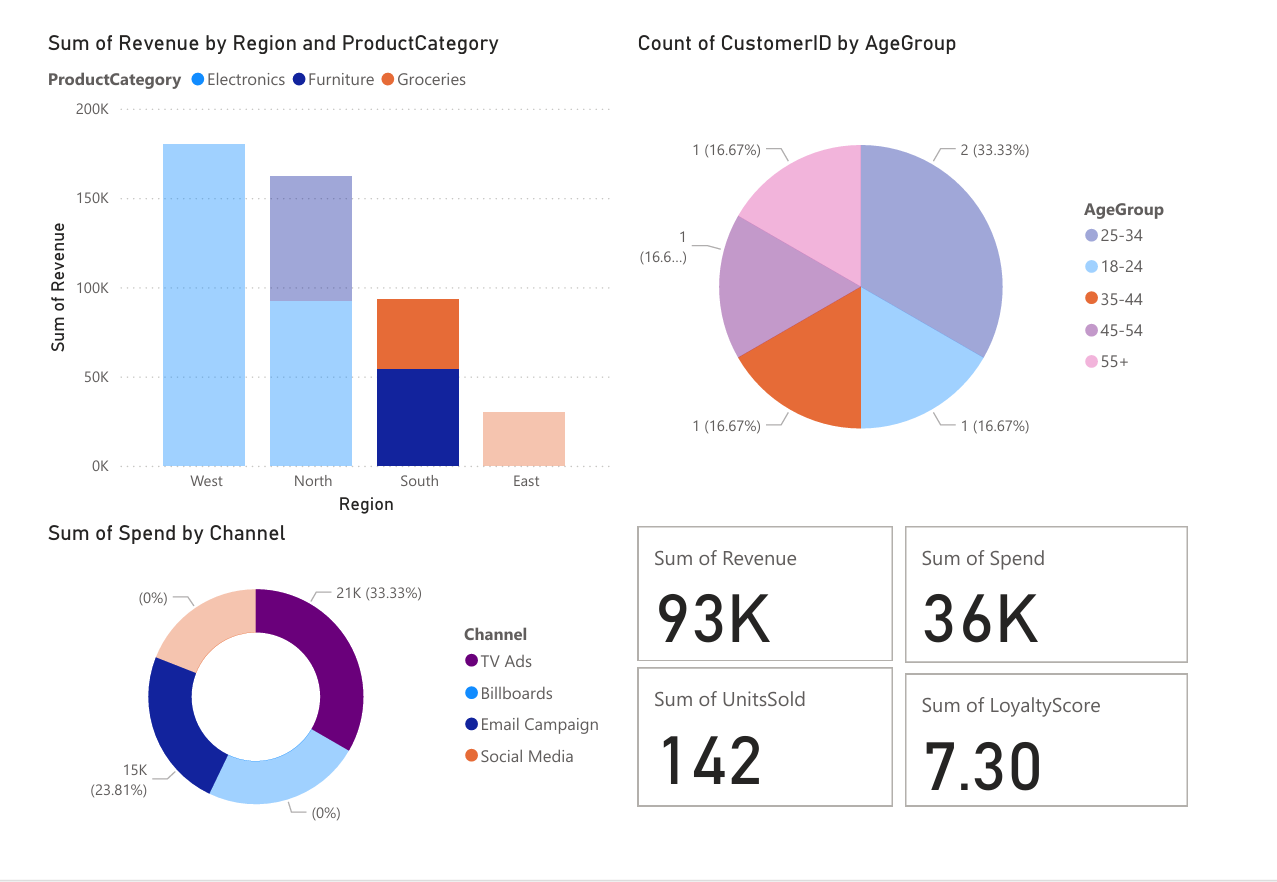 Sum of Revenue by Region and ProductCategory
ProductCategory Electronics Furniture Groceries
200K
150K
100K
50K
0K
Sum of Revenue
West North South East
Region
Count of CustomerID by AgeGroup
1 (16.67%)
2 (33.33%)
1
(16.6...)
1 (16.67%)
1 (16.67%)
AgeGroup
25-34
18-24
35-44
45-54
55+
Sum of Spend by Channel
(0%)
21K (33.33%)
15K
(23.81%)
(0%)
Channel
TV Ads
Billboards
Email Campaign
Social Media
Sum of Revenue
93K
Sum of Spend
36K
Sum of UnitsSold
142
Sum of LoyaltyScore
7.30